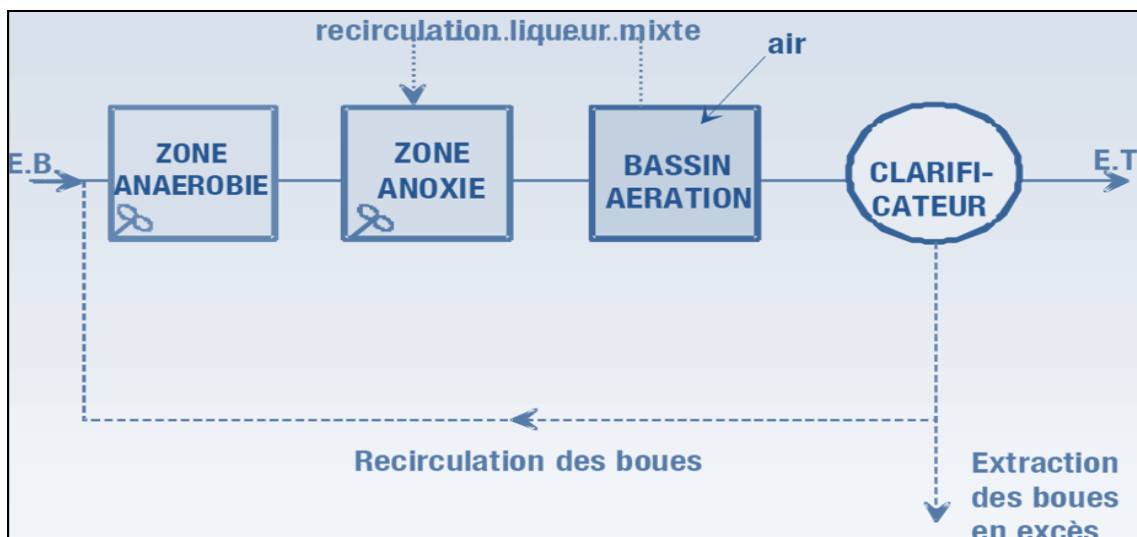 recirculation liqueur mixte
air
E.B.
ZONE
ANAEROBIE
ZONE
ANOXIE
BASSIN
AERATION
CLARIFI-
CATEUR
E.T
Recirculation des boues
Extraction
des boues
en excès